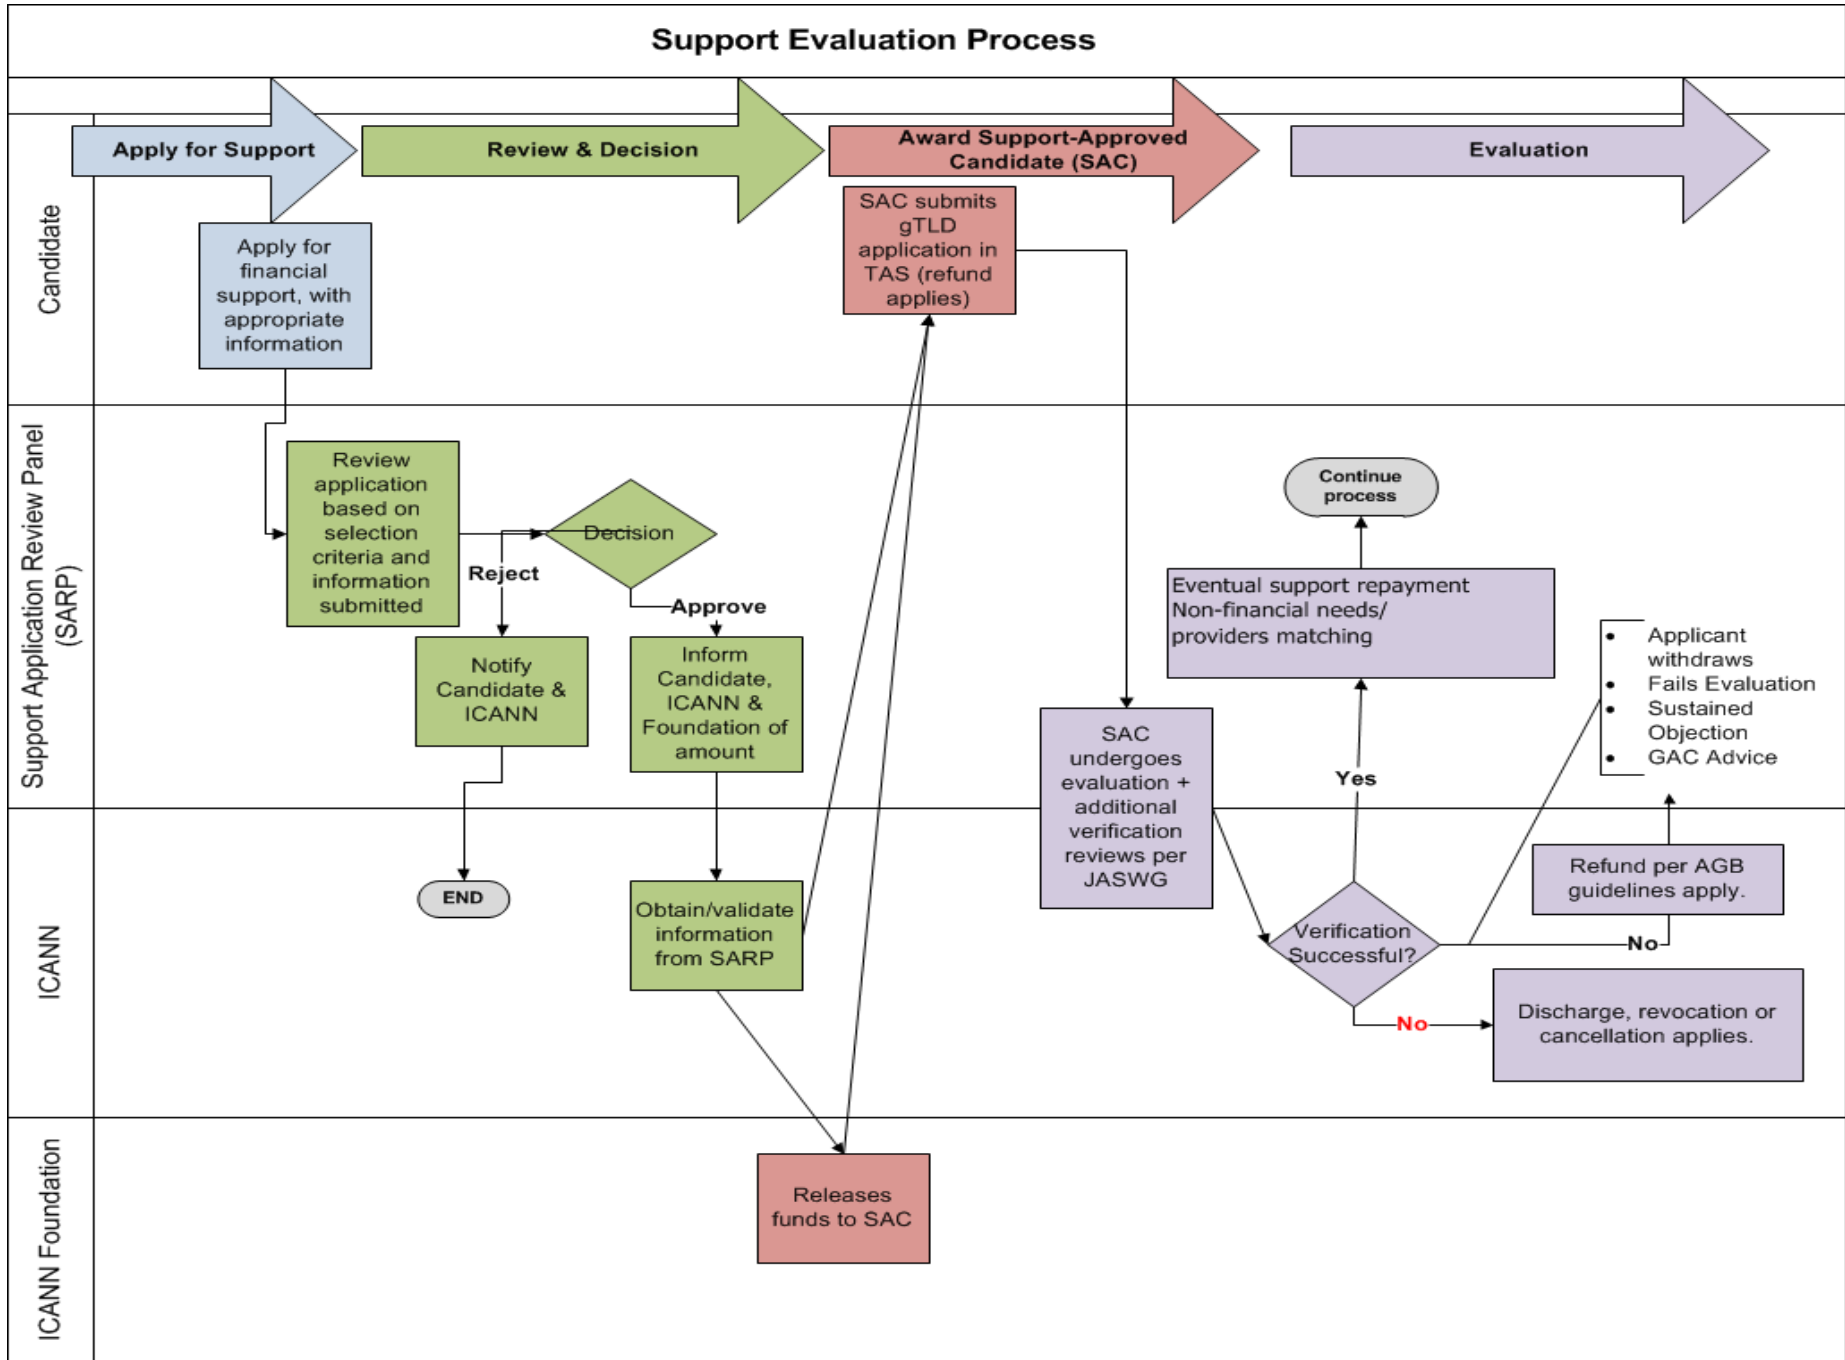 Support Evaluation Process
Apply for Support
Review & Decision
Award Support-Approved
Candidate (SAC)
Evaluation
Candidate
Apply for
financial
support, with
appropriate
information
SAC submits
gTLD
application in
TAS (refund
applies)
Support Application Review Panel
(SARP)
Review
application
based on
selection
criteria and
information
submitted
Decision
Reject
Approve
Notify
Candidate &
ICANN
Inform
Candidate,
ICANN &
Foundation of
amount
Continue
process
Eventual support repayment
Non-financial needs/
providers matching
• Applicant
withdraws
• Fails Evaluation
• Sustained
Objection
• GAC Advice
SAC
undergoes
evaluation +
additional
verification
reviews per
JASWG
Yes
ICANN
END
Obtain/validate
information
from SARP
Verification
Successful?
Refund per AGB
guidelines apply.
No
No
Discharge, revocation or
cancellation applies.
ICANN Foundation
Releases
funds to SAC